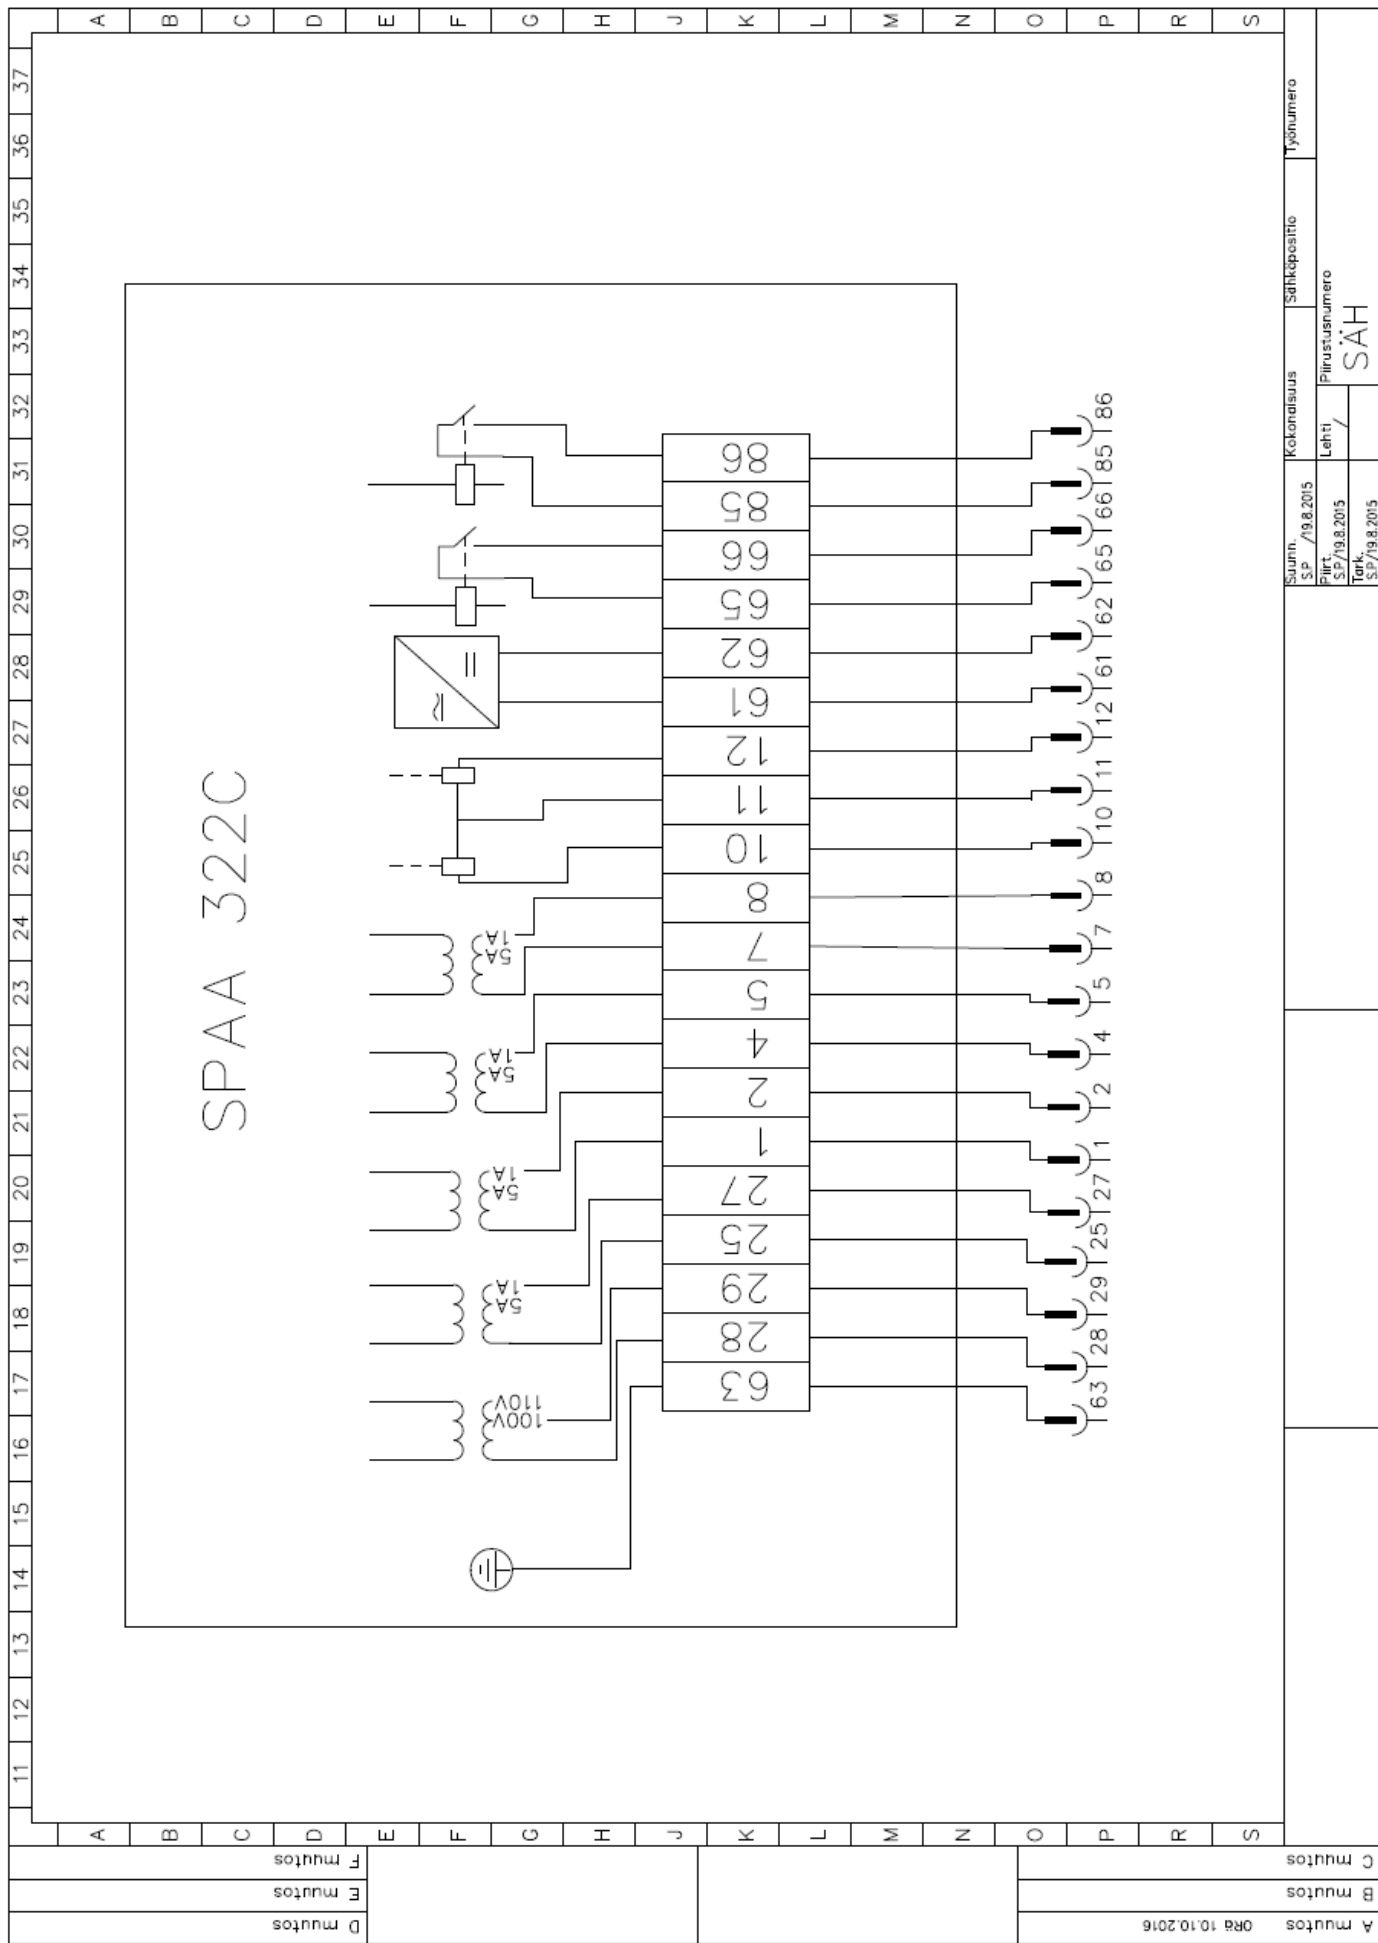 A B C D E F G H J K L M N O P R S
37
36
35
34
33
32
31
30
29
28
27
26
25
24
23
22
21
20
19
18
17
16
15
14
13
12
11
A B C D E F G H J K L M N O P R S
SPAA 322C
100V
110V
5A
1A
5A
1A
5A
1A
5A
1A
63 28 29 25 27 1 2 4 5 7 8 10 11 12 61 62 65 66 85 86
63 28 29 25 27 1 2 4 5 7 8 10 11 12 61 62 65 66 85 86
Suunn.
S.P /19.8.2015
Piirt.
S.P/19.8.2015
Tark.
S.P/19.8.2015
Kokonaisuus
Sähköpositio
Työnumero
Lehti
/
Piirustusnumero
SÄH
A muutos ORä 10.10.2016
B muutos
C muutos
D muutos
E muutos
F muutos